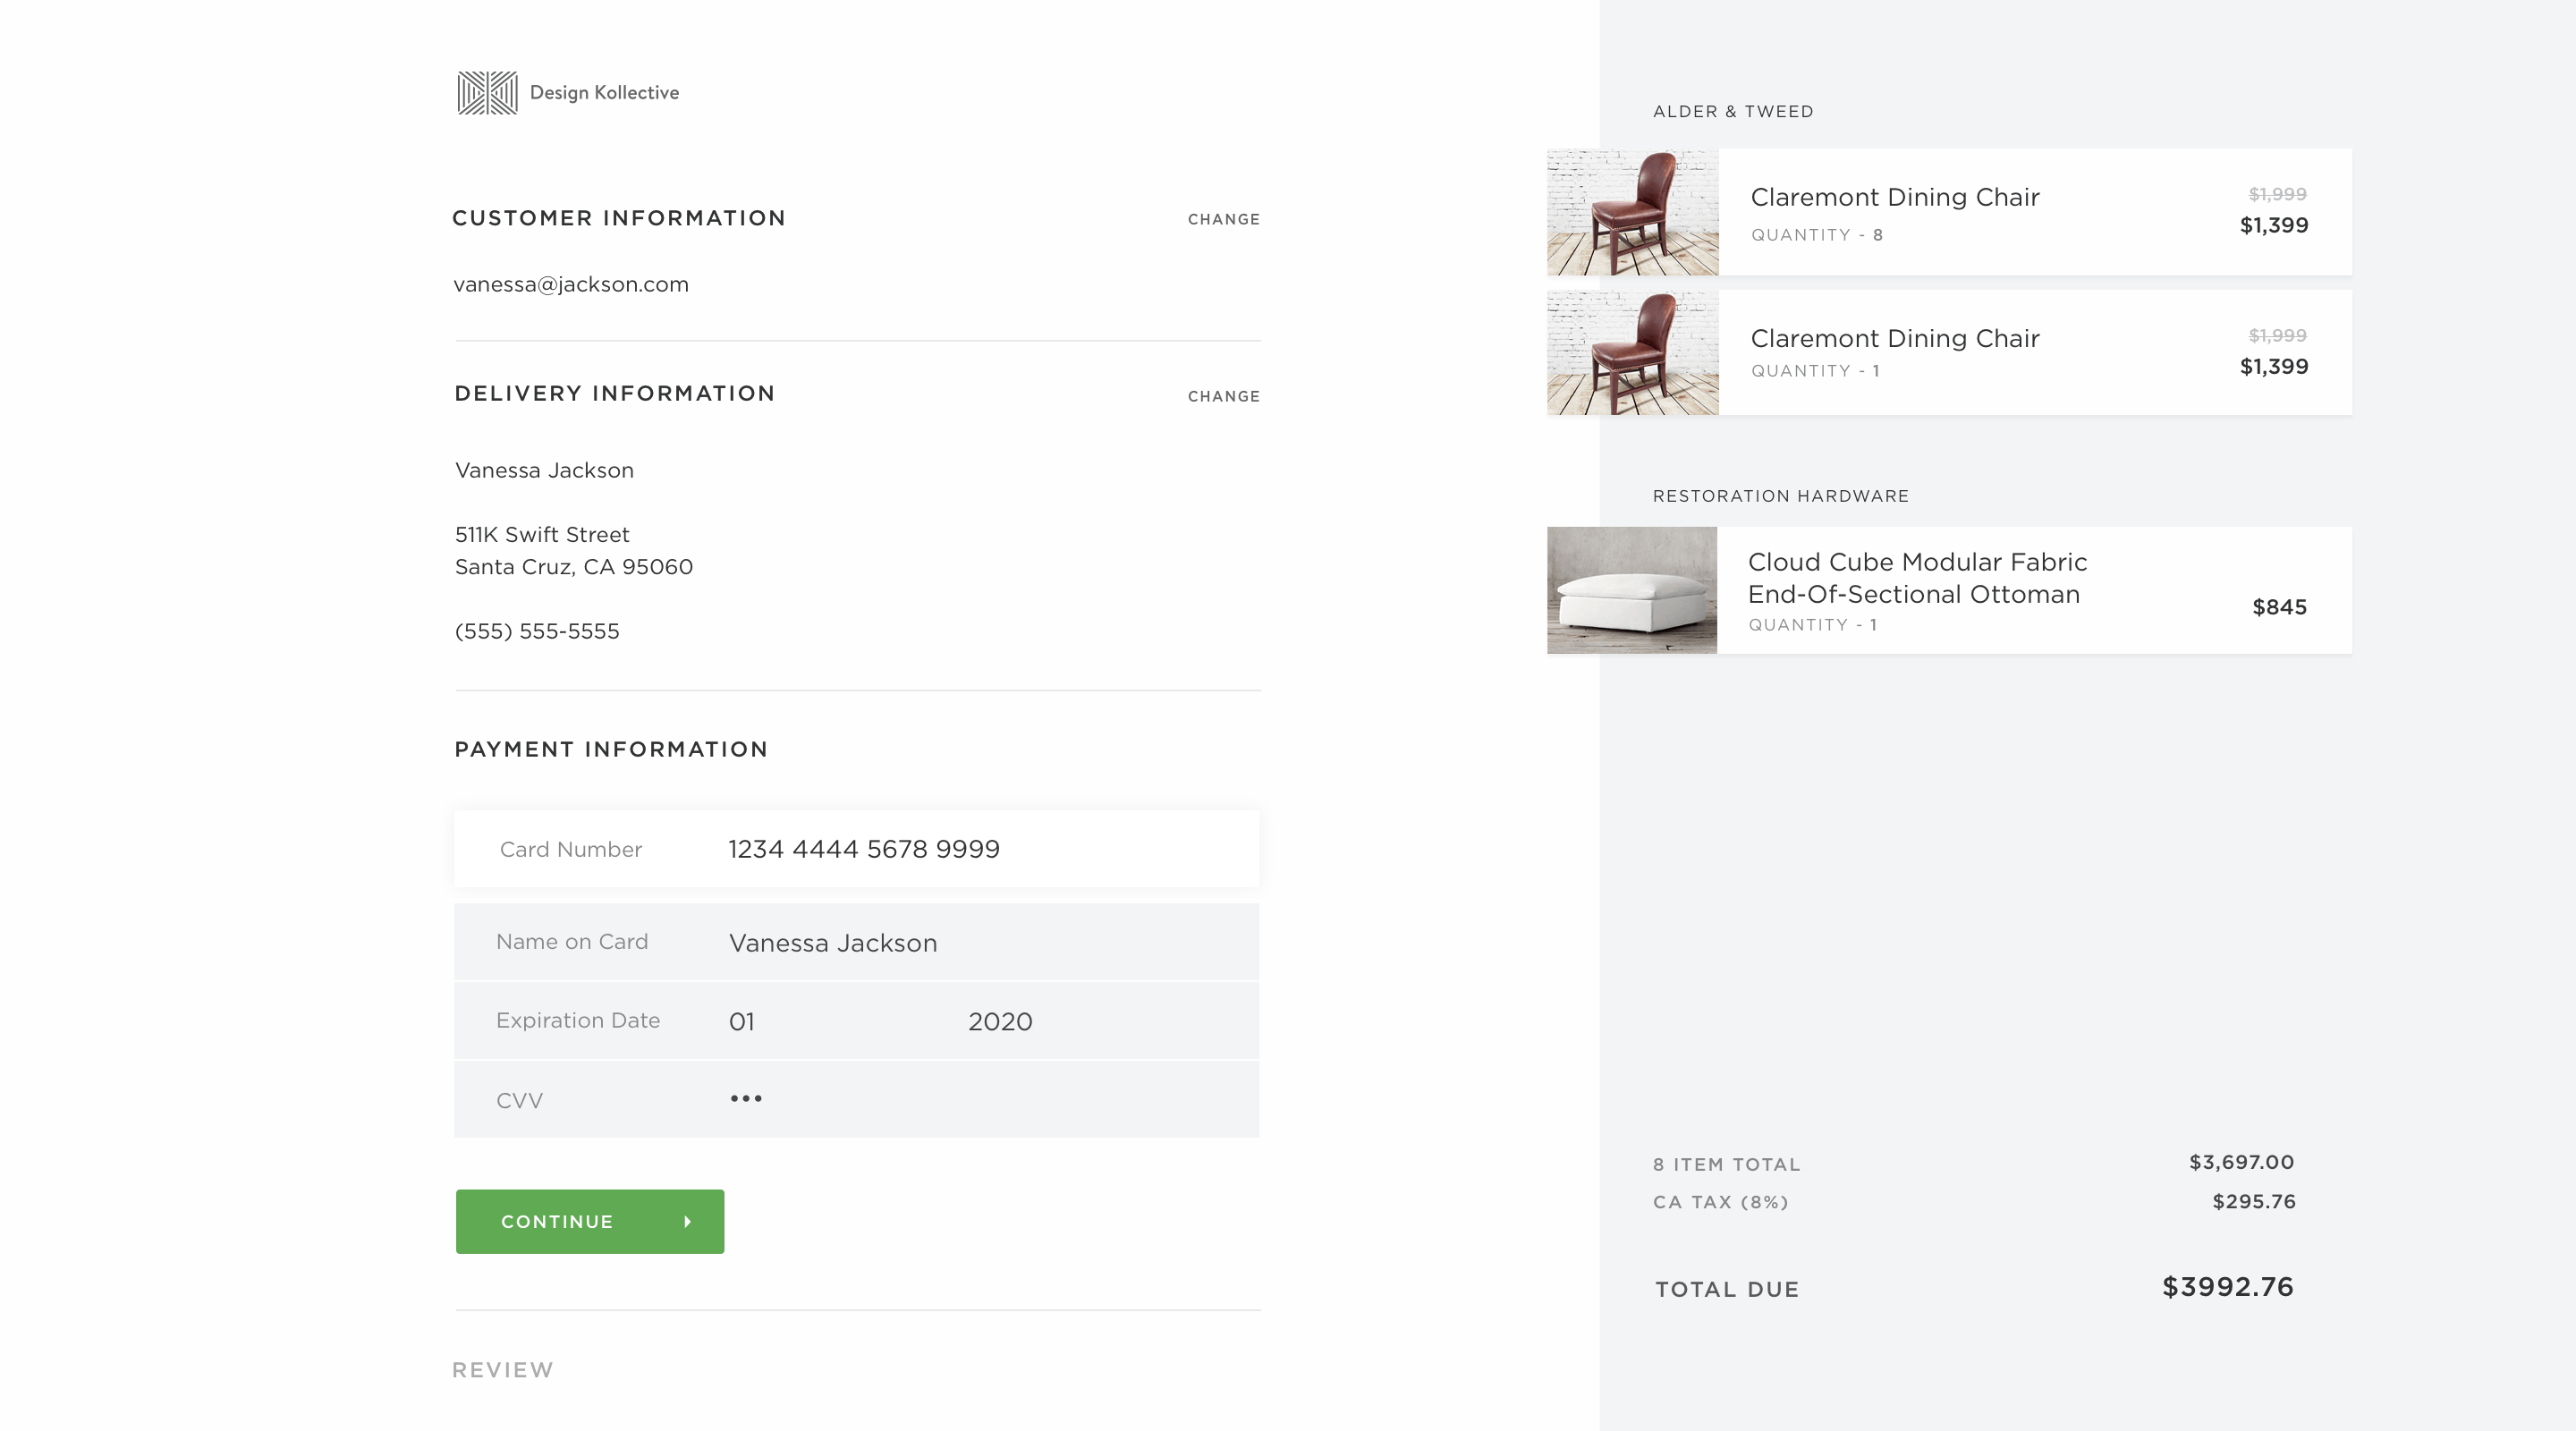 Design Kollective
CUSTOMER INFORMATION
CHANGE
vanessa@jackson.com
DELIVERY INFORMATION
CHANGE
Vanessa Jackson
511K Swift Street
Santa Cruz, CA 95060
(555) 555-5555
PAYMENT INFORMATION
Card Number 1234 4444 5678 9999
Name on Card Vanessa Jackson
Expiration Date 01 2020
CVV •••
CONTINUE
REVIEW
ALDER & TWEED
Claremont Dining Chair
QUANTITY - 8
$1,999
$1,399
Claremont Dining Chair
QUANTITY - 1
$1,999
$1,399
RESTORATION HARDWARE
Cloud Cube Modular Fabric
End-Of-Sectional Ottoman
QUANTITY - 1
$845
8 ITEM TOTAL $3,697.00
CA TAX (8%) $295.76
TOTAL DUE $3992.76